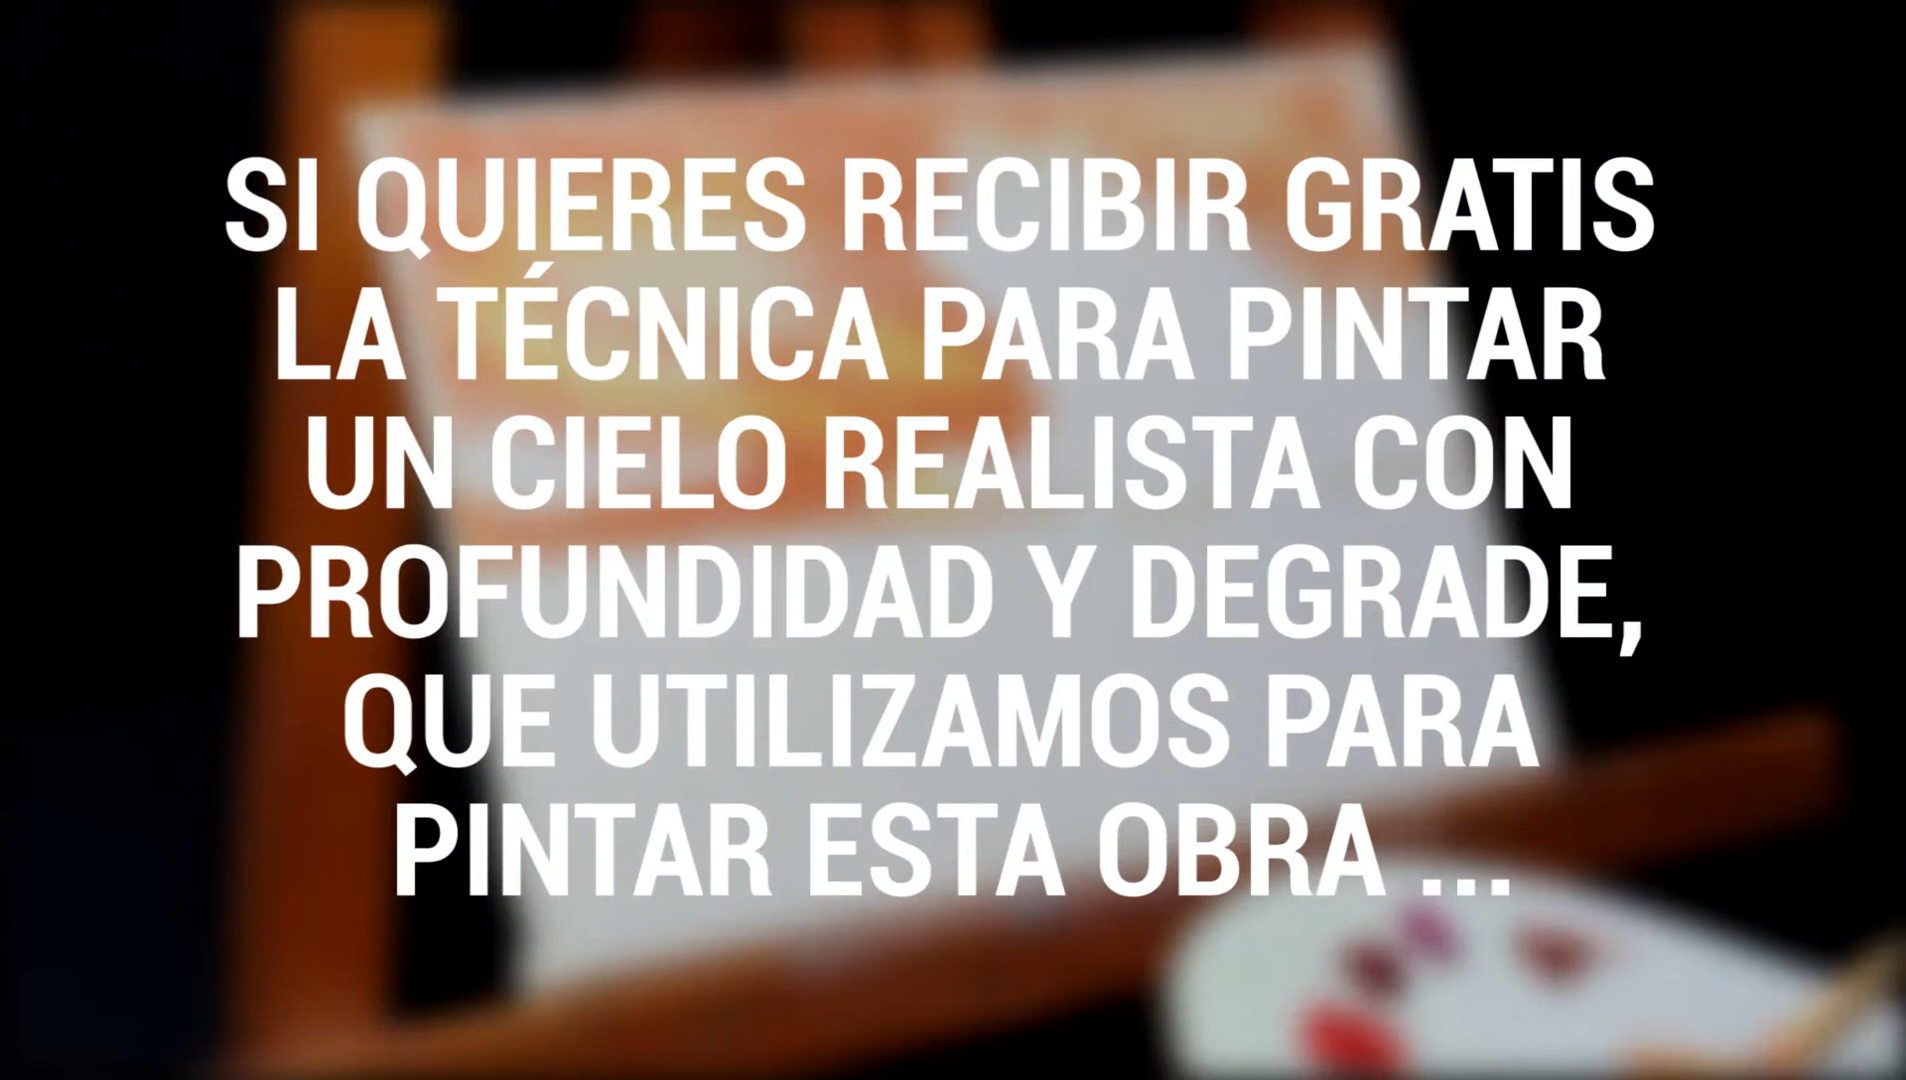 SI QUIERES RECIBIR GRATIS
LA TÉCNICA PARA PINTAR
UN CIELO REALISTA CON
PROFUNDIDAD Y DEGRADE,
QUE UTILIZAMOS PARA
PINTAR ESTA OBRA ...